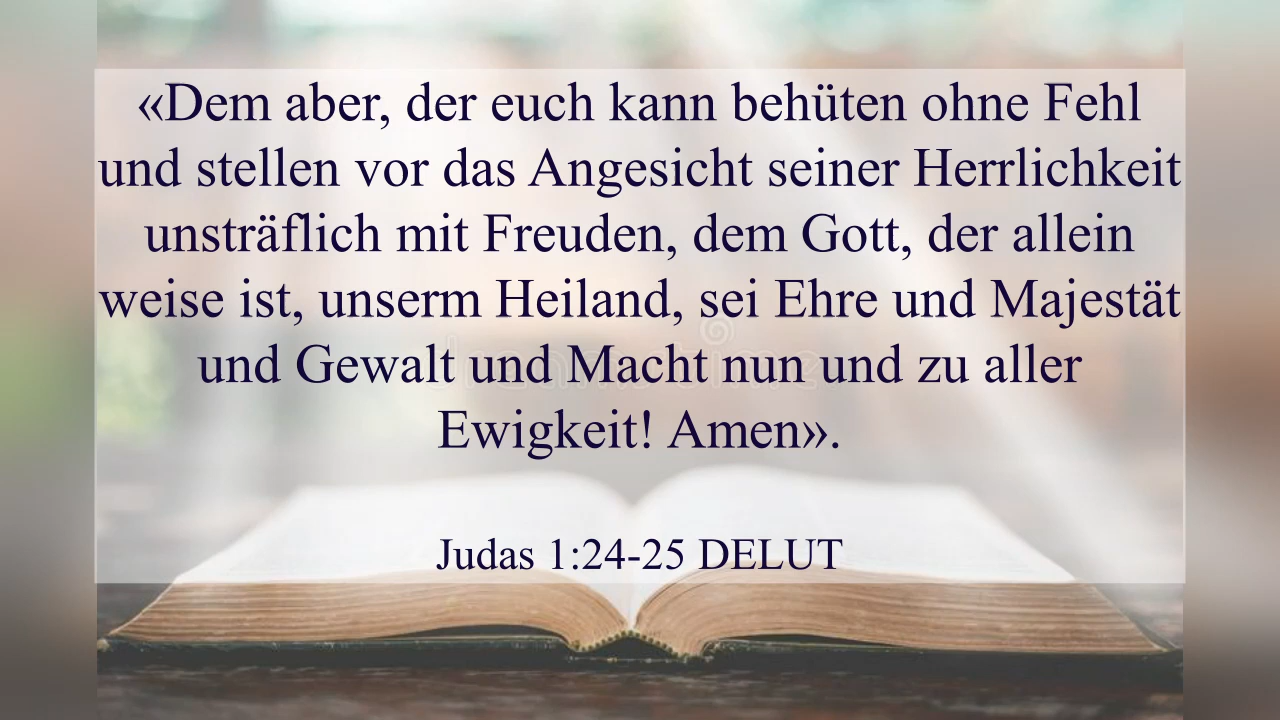 «Dem aber, der euch kann behüten ohne Fehl
und stellen vor das Angesicht seiner Herrlichkeit
unsträflich mit Freuden, dem Gott, der allein
weise ist, unserm Heiland, sei Ehre und Majestät
und Gewalt und Macht nun und zu aller
Ewigkeit! Amen».
Judas 1:24-25 DELUT